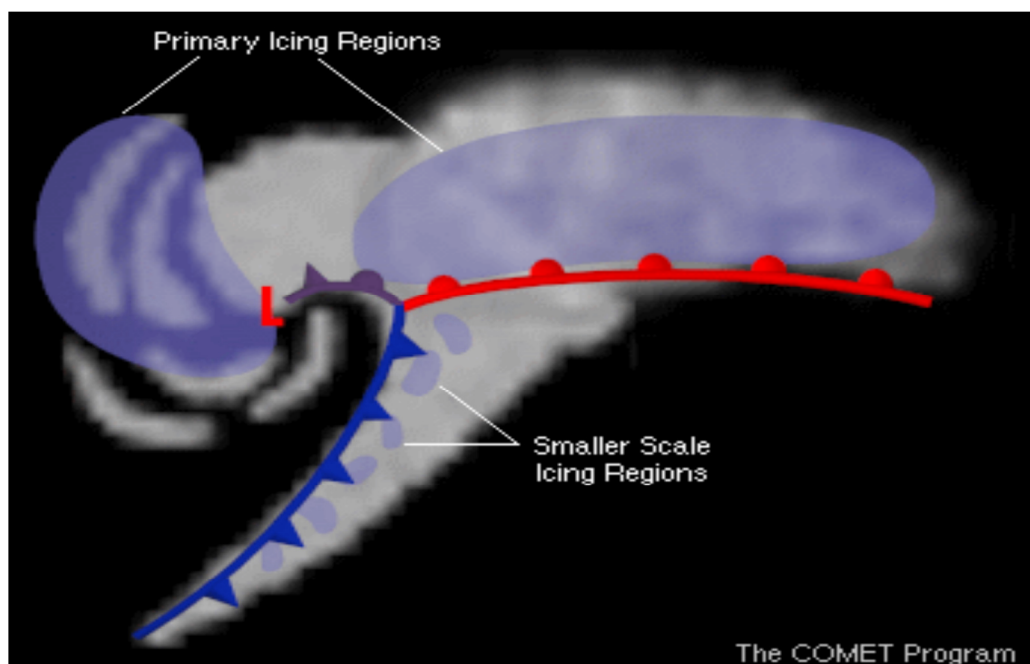 Primary Icing Regions
L
Smaller Scale
Icing Regions
The COMET Program